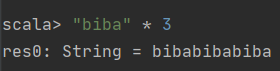 scala> "biba" * 3
res0: String = bibabibabiba